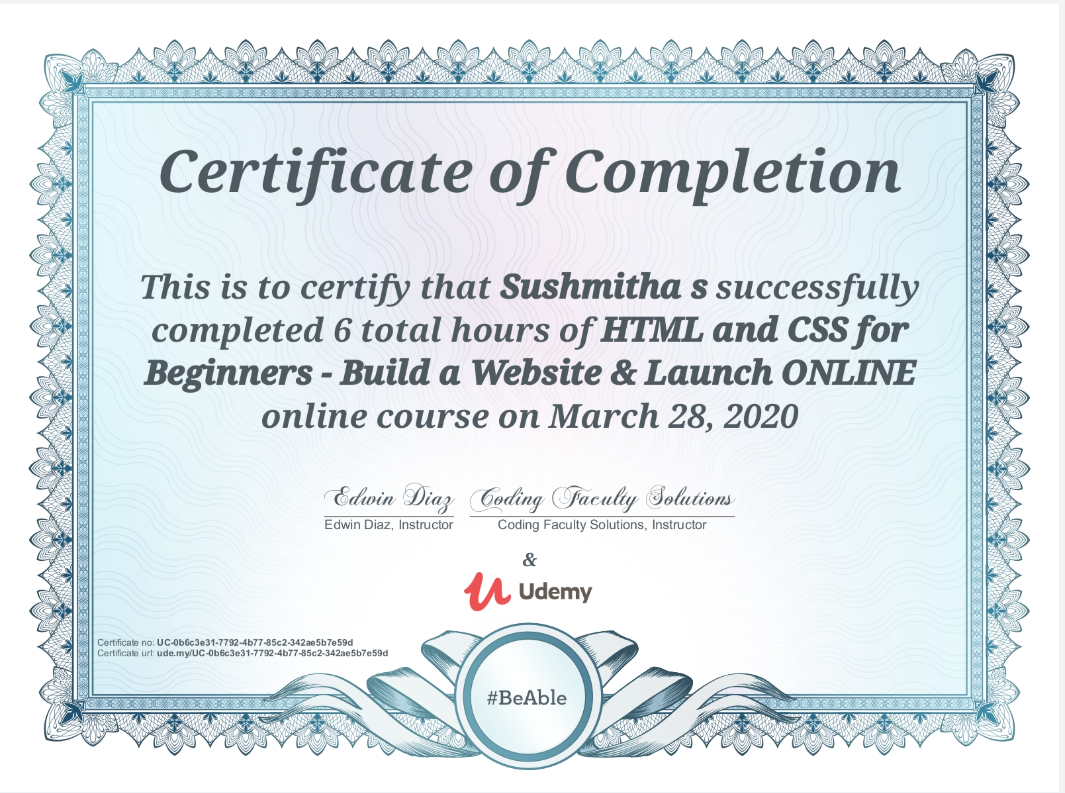 Certificate of Completion
This is to certify that Sushmitha s successfully
completed 6 total hours of HTML and CSS for
Beginners - Build a Website & Launch ONLINE
online course on March 28, 2020
Edwin Diaz Coding Faculty Solutions
Edwin Diaz, Instructor Coding Faculty Solutions, Instructor
&
Udemy
Certificate no: UC-0b6c3e31-7792-4b77-85c2-342ae5b7e59d
Certificate url: ude.my/UC-0b6c3e31-7792-4b77-85c2-342ae5b7e59d
#BeAble